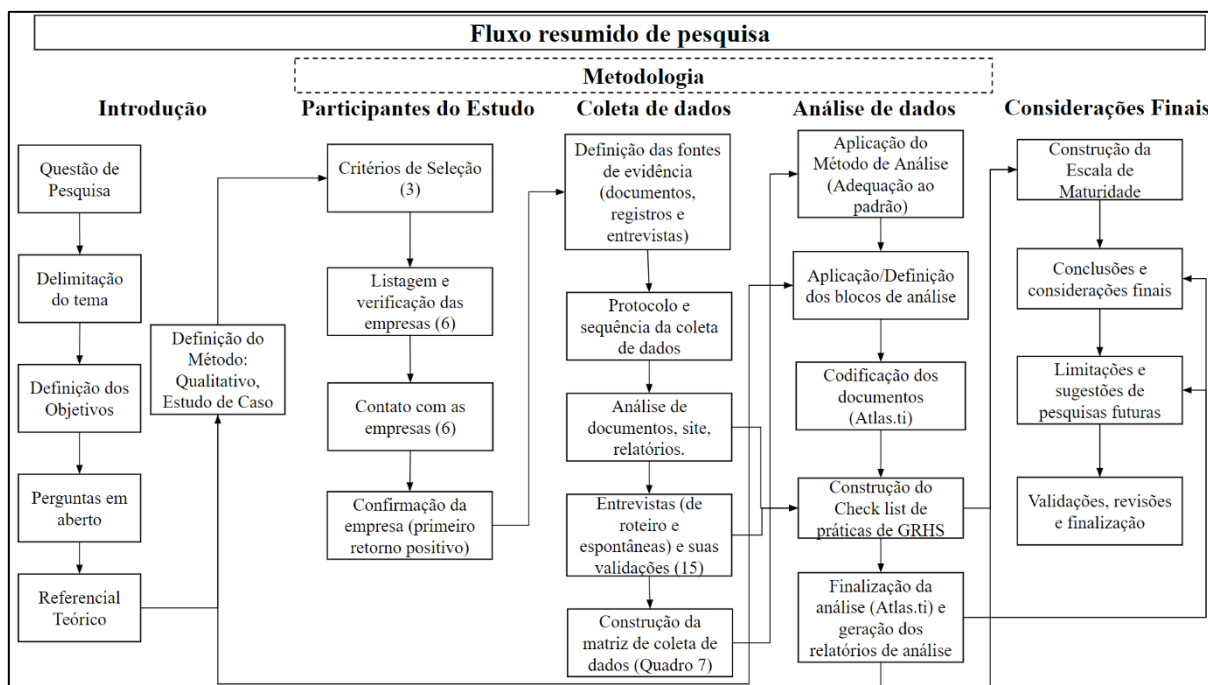 Fluxo resumido de pesquisa
Metodologia
Introdução
Participantes do Estudo
Coleta de dados
Análise de dados
Considerações Finais
Questão de
Pesquisa
Delimitação
do tema
Definição dos
Objetivos
Perguntas em
aberto
Referencial
Teórico
Definição do
Método:
Qualitativo,
Estudo de Caso
Critérios de Seleção
(3)
Listagem e
verificação das
empresas (6)
Contato com as
empresas (6)
Confirmação da
empresa (primeiro
retorno positivo)
Definição das fontes
de evidência
(documentos,
registros e
entrevistas)
Protocolo e
sequência da coleta
de dados
Análise de
documentos, site,
relatórios.
Entrevistas (de
roteiro e
espontâneas) e suas
validações (15)
Construção da
matriz de coleta de
dados (Quadro 7)
Aplicação do
Método de Análise
(Adequação ao
padrão)
Aplicação/Definição
dos blocos de análise
Codificação dos
documentos
(Atlas.ti)
Construção do
Check list de
práticas de GRHS
Finalização da
análise (Atlas.ti) e
geração dos
relatórios de análise
Construção da
Escala de
Maturidade
Conclusões e
considerações finais
Limitações e
sugestões de
pesquisas futuras
Validações, revisões
e finalização